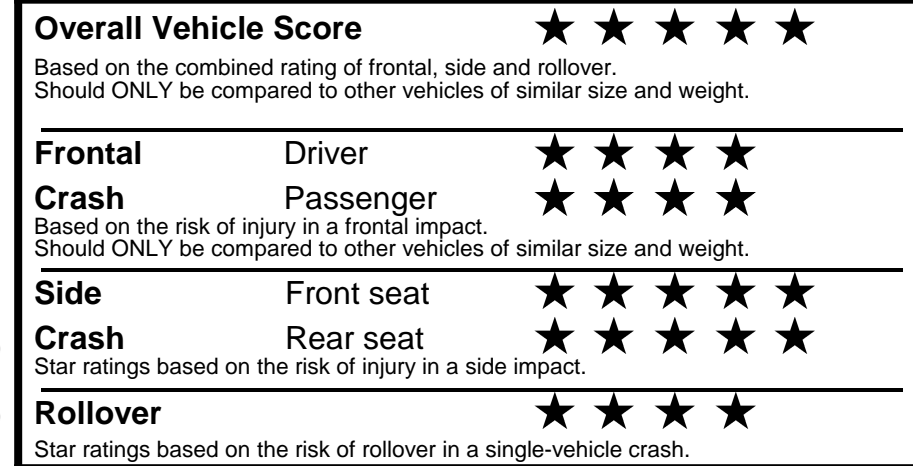 Overall Vehicle Score ★ ★ ★ ★ ★
Based on the combined rating of frontal, side and rollover.
Should ONLY be compared to other vehicles of similar size and weight.
Frontal Driver ★ ★ ★ ★
Crash Passenger ★ ★ ★ ★
Based on the risk of injury in a frontal impact.
Should ONLY be compared to other vehicles of similar size and weight.
Side Front seat ★ ★ ★ ★ ★
Crash Rear seat ★ ★ ★ ★ ★
Star ratings based on the risk of injury in a side impact.
Rollover ★ ★ ★ ★
Star ratings based on the risk of rollover in a single-vehicle crash.